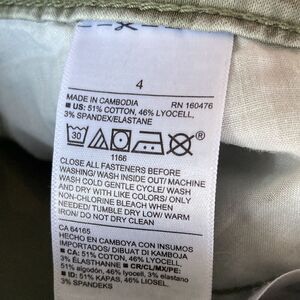 4
MADE IN CAMBODIA RN 160476
■ US: 51% COTTON, 46% LYOCELL,
3% SPANDEX/ELASTANE
30
®
1166
CLOSE ALL FASTENERS BEFORE
WASHING/ WASH INSIDE OUT/ MACHINE
WASH COLD GENTLE CYCLE/ WASH
AND DRY WITH LIKE COLORS/ ONLY
NON-CHLORINE BLEACH WHEN
NEEDED/ TUMBLE DRY LOW/ WARM
IRON/ DO NOT DRY CLEAN
CA 64165
HECHO EN CAMBOYA CON INSUMOS
IMPORTADOS/ DIBUAT DI KAMBOJA
■ CA: 51% COTON, 46% LYOCELL,
3% ÉLASTHANNE ■ CR/CL/MX/PE:
51% algodón, 46% lyocell, 3% elastano
■ ID: 51% KAPAS, 46% LIOSEL,
3% SPANDEKS